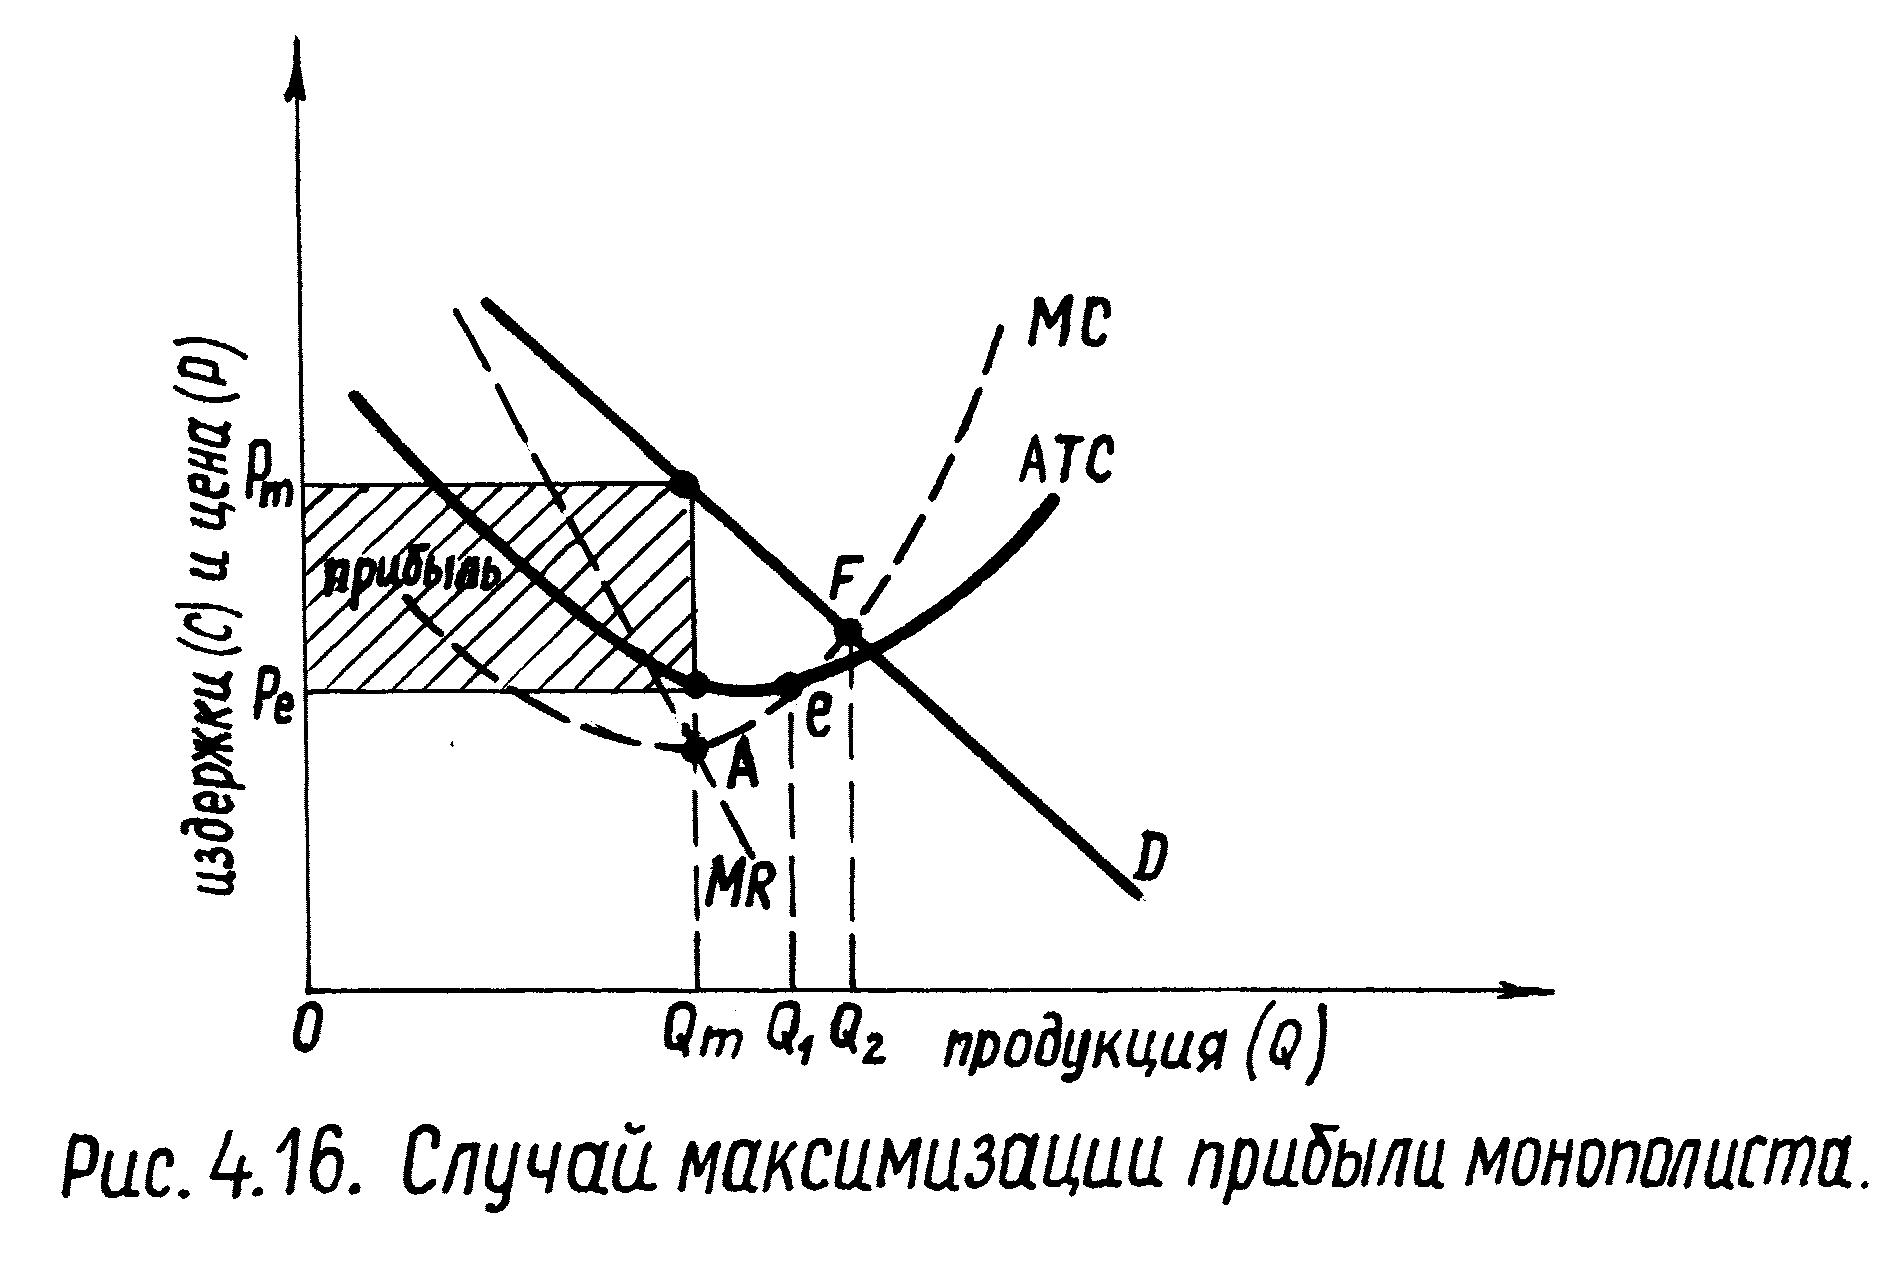 издержки (С) и цена (P)
MC
ATC
Pm
F
прибыль
Pe
e
A
D
MR
0
Qm
Q1
Q2
продукция (Q)
Рис. 4.16. Случай максимизации прибыли монополиста.